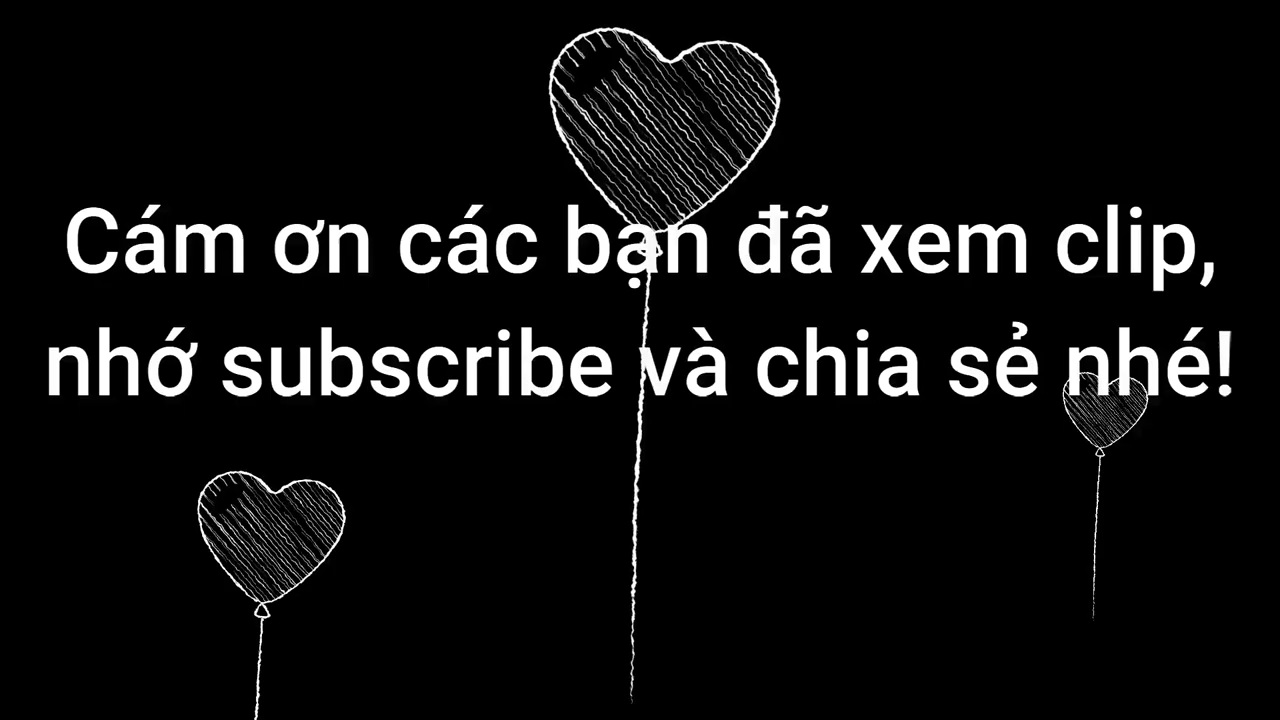 Cám ơn các bạn đã xem clip,
nhớ subscribe và chia sẻ nhé!